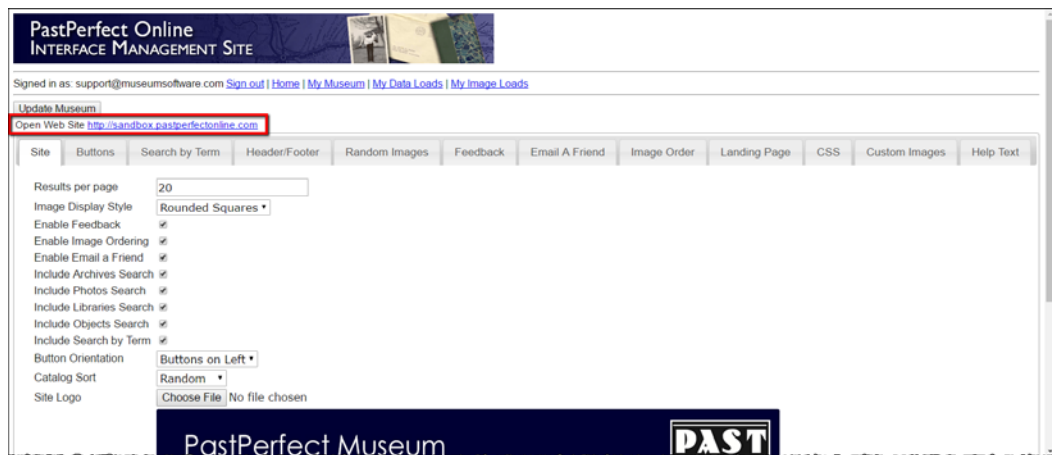 PastPerfect Online
INTERFACE MANAGEMENT SITE
Signed in as: support@museumsoftware.com Sign out | Home | My Museum | My Data Loads | My Image Loads
Update Museum
Open Web Site http://sandbox.pastperfectonline.com
Site Buttons Search by Term Header/Footer Random Images Feedback Email A Friend Image Order Landing Page CSS Custom Images Help Text
Results per page 20
Image Display Style Rounded Squares
Enable Feedback
Enable Image Ordering
Enable Email a Friend
Include Archives Search
Include Photos Search
Include Libraries Search
Include Objects Search
Include Search by Term
Button Orientation Buttons on Left
Catalog Sort Random
Site Logo Choose File No file chosen
PastPerfect Museum PAST